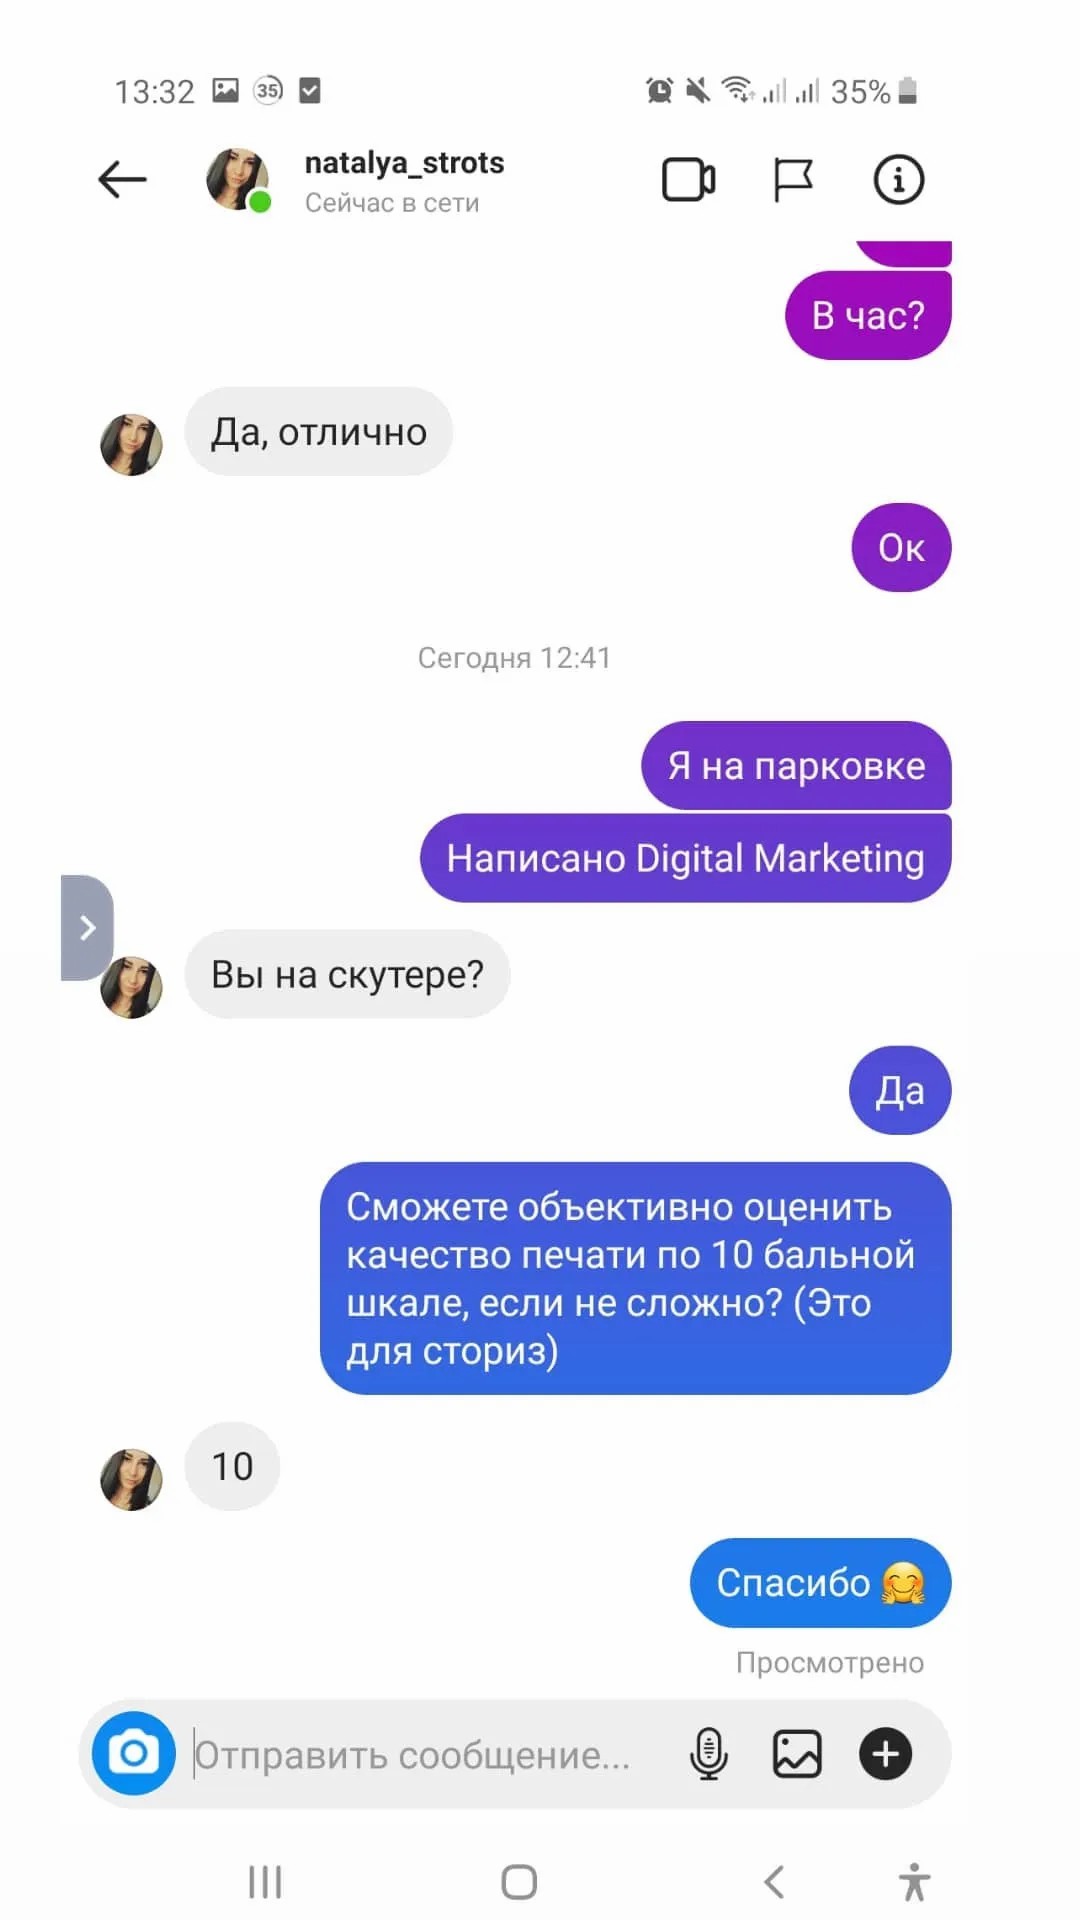 13:32
35
35%
natalya_strots
Сейчас в сети
В час?
Да, отлично
Ок
Сегодня 12:41
Я на парковке
Написано Digital Marketing
Вы на скутере?
Да
Сможете объективно оценить
качество печати по 10 бальной
шкале, если не сложно? (Это
для сториз)
10
Спасибо 🤗
Просмотрено
Отправить сообщение...